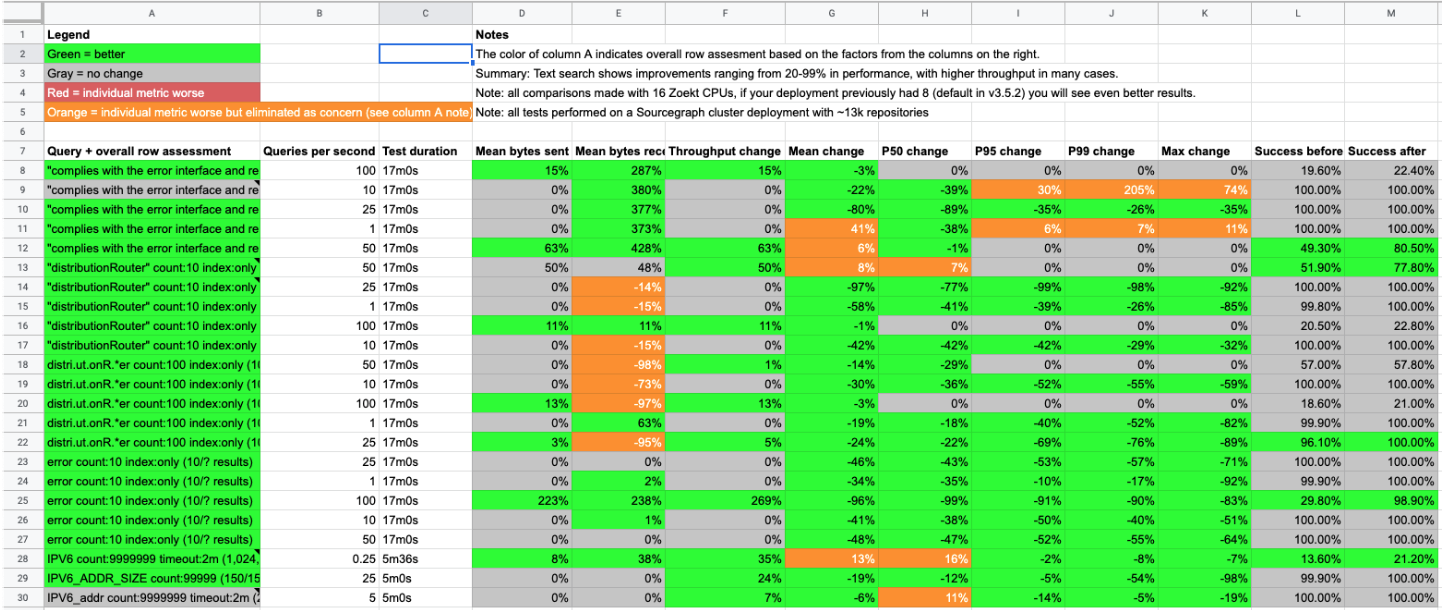 A B C D E F G H I J K L M
1 Legend Notes
2 Green = better The color of column A indicates overall row assesment based on the factors from the columns on the right.
3 Gray = no change Summary: Text search shows improvements ranging from 20-99% in performance, with higher throughput in many cases.
4 Red = individual metric worse Note: all comparisons made with 16 Zoekt CPUs, if your deployment previously had 8 (default in v3.5.2) you will see even better results.
5 Orange = individual metric worse but eliminated as concern (see column A note) Note: all tests performed on a Sourcegraph cluster deployment with ~13k repositories
6
7 Query + overall row assessment Queries per second Test duration Mean bytes sent Mean bytes rece Throughput change Mean change P50 change P95 change P99 change Max change Success before Success after
8 "complies with the error interface and re 100 17m0s 15% 287% 15% -3% 0% 0% 0% 0% 19.60% 22.40%
9 "complies with the error interface and re 10 17m0s 0% 380% 0% -22% -39% 30% 205% 74% 100.00% 100.00%
10 "complies with the error interface and re 25 17m0s 0% 377% 0% -80% -89% -35% -26% -35% 100.00% 100.00%
11 "complies with the error interface and re 1 17m0s 0% 373% 0% 41% -38% 6% 7% 11% 100.00% 100.00%
12 "complies with the error interface and re 50 17m0s 63% 428% 63% 6% -1% 0% 0% 0% 49.30% 80.50%
13 "distributionRouter" count:10 index:only 50 17m0s 50% 48% 50% 8% 7% 0% 0% 0% 51.90% 77.80%
14 "distributionRouter" count:10 index:only 25 17m0s 0% -14% 0% -97% -77% -99% -98% -92% 100.00% 100.00%
15 "distributionRouter" count:10 index:only 1 17m0s 0% -15% 0% -58% -41% -39% -26% -85% 99.80% 100.00%
16 "distributionRouter" count:10 index:only 100 17m0s 11% 11% 11% -1% 0% 0% 0% 0% 20.50% 22.80%
17 "distributionRouter" count:10 index:only 10 17m0s 0% -15% 0% -42% -42% -42% -29% -32% 100.00% 100.00%
18 distri.ut.onR.*er count:100 index:only (10 50 17m0s 0% -98% 1% -14% -29% 0% 0% 0% 57.00% 57.80%
19 distri.ut.onR.*er count:100 index:only (10 10 17m0s 0% -73% 0% -30% -36% -52% -55% -59% 100.00% 100.00%
20 distri.ut.onR.*er count:100 index:only (10 100 17m0s 13% -97% 13% -3% 0% 0% 0% 0% 18.60% 21.00%
21 distri.ut.onR.*er count:100 index:only (10 1 17m0s 0% 63% 0% -19% -18% -40% -52% -82% 99.90% 100.00%
22 distri.ut.onR.*er count:100 index:only (10 25 17m0s 3% -95% 5% -24% -22% -69% -76% -89% 96.10% 100.00%
23 error count:10 index:only (10/? results) 25 17m0s 0% 0% 0% -46% -43% -53% -57% -71% 100.00% 100.00%
24 error count:10 index:only (10/? results) 1 17m0s 0% 2% 0% -34% -35% -10% -17% -92% 99.90% 100.00%
25 error count:10 index:only (10/? results) 100 17m0s 223% 238% 269% -96% -99% -91% -90% -83% 29.80% 98.90%
26 error count:10 index:only (10/? results) 10 17m0s 0% 1% 0% -41% -38% -50% -40% -51% 100.00% 100.00%
27 error count:10 index:only (10/? results) 50 17m0s 0% 0% 0% -48% -47% -52% -55% -64% 100.00% 100.00%
28 IPV6 count:9999999 timeout:2m (1,024, 0.25 5m36s 8% 38% 35% 13% 16% -2% -8% -7% 13.60% 21.20%
29 IPV6_ADDR_SIZE count:99999 (150/15 25 5m0s 0% 0% 24% -19% -12% -5% -54% -98% 99.90% 100.00%
30 IPV6_addr count:9999999 timeout:2m (2 5 5m0s 0% 0% 7% -6% 11% -14% -5% -19% 100.00% 100.00%